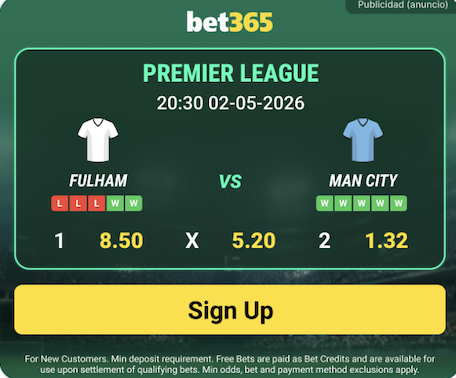 Publicidad (anuncio)
bet365
PREMIER LEAGUE
20:30 02-05-2026
FULHAM VS MAN CITY
L L L W W W W W W W
1 8.50 X 5.20 2 1.32
Sign Up
For New Customers. Min deposit requirement. Free Bets are paid as Bet Credits and are available for
use upon settlement of qualifying bets. Min odds, bet and payment method exclusions apply.